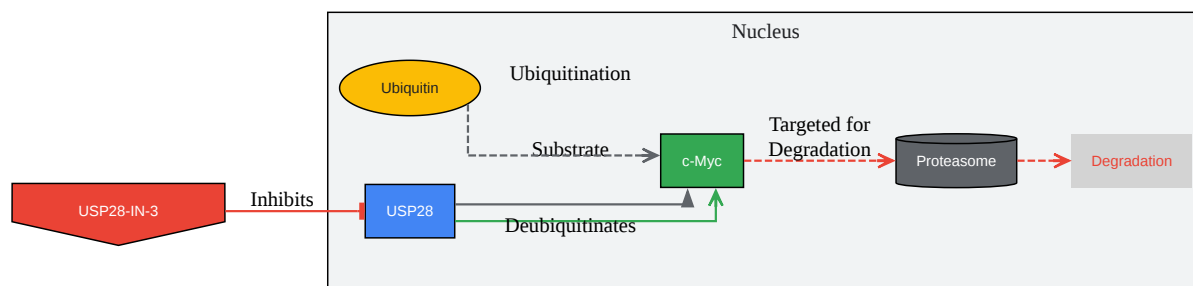 Nucleus
Ubiquitination
Ubiquitin
Targeted for
Degradation
Substrate
c-Myc
Proteasome
Degradation
Inhibits
USP28-IN-3
USP28
Deubiquitinates